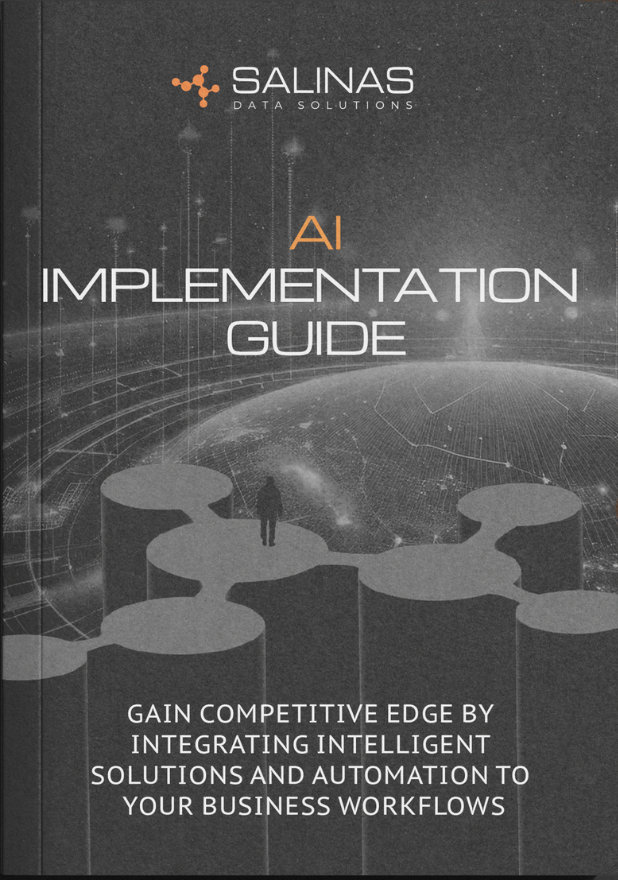 SALINAS
DATA SOLUTIONS
AI
IMPLEMENTATION
GUIDE
GAIN COMPETITIVE EDGE BY
INTEGRATING INTELLIGENT
SOLUTIONS AND AUTOMATION TO
YOUR BUSINESS WORKFLOWS